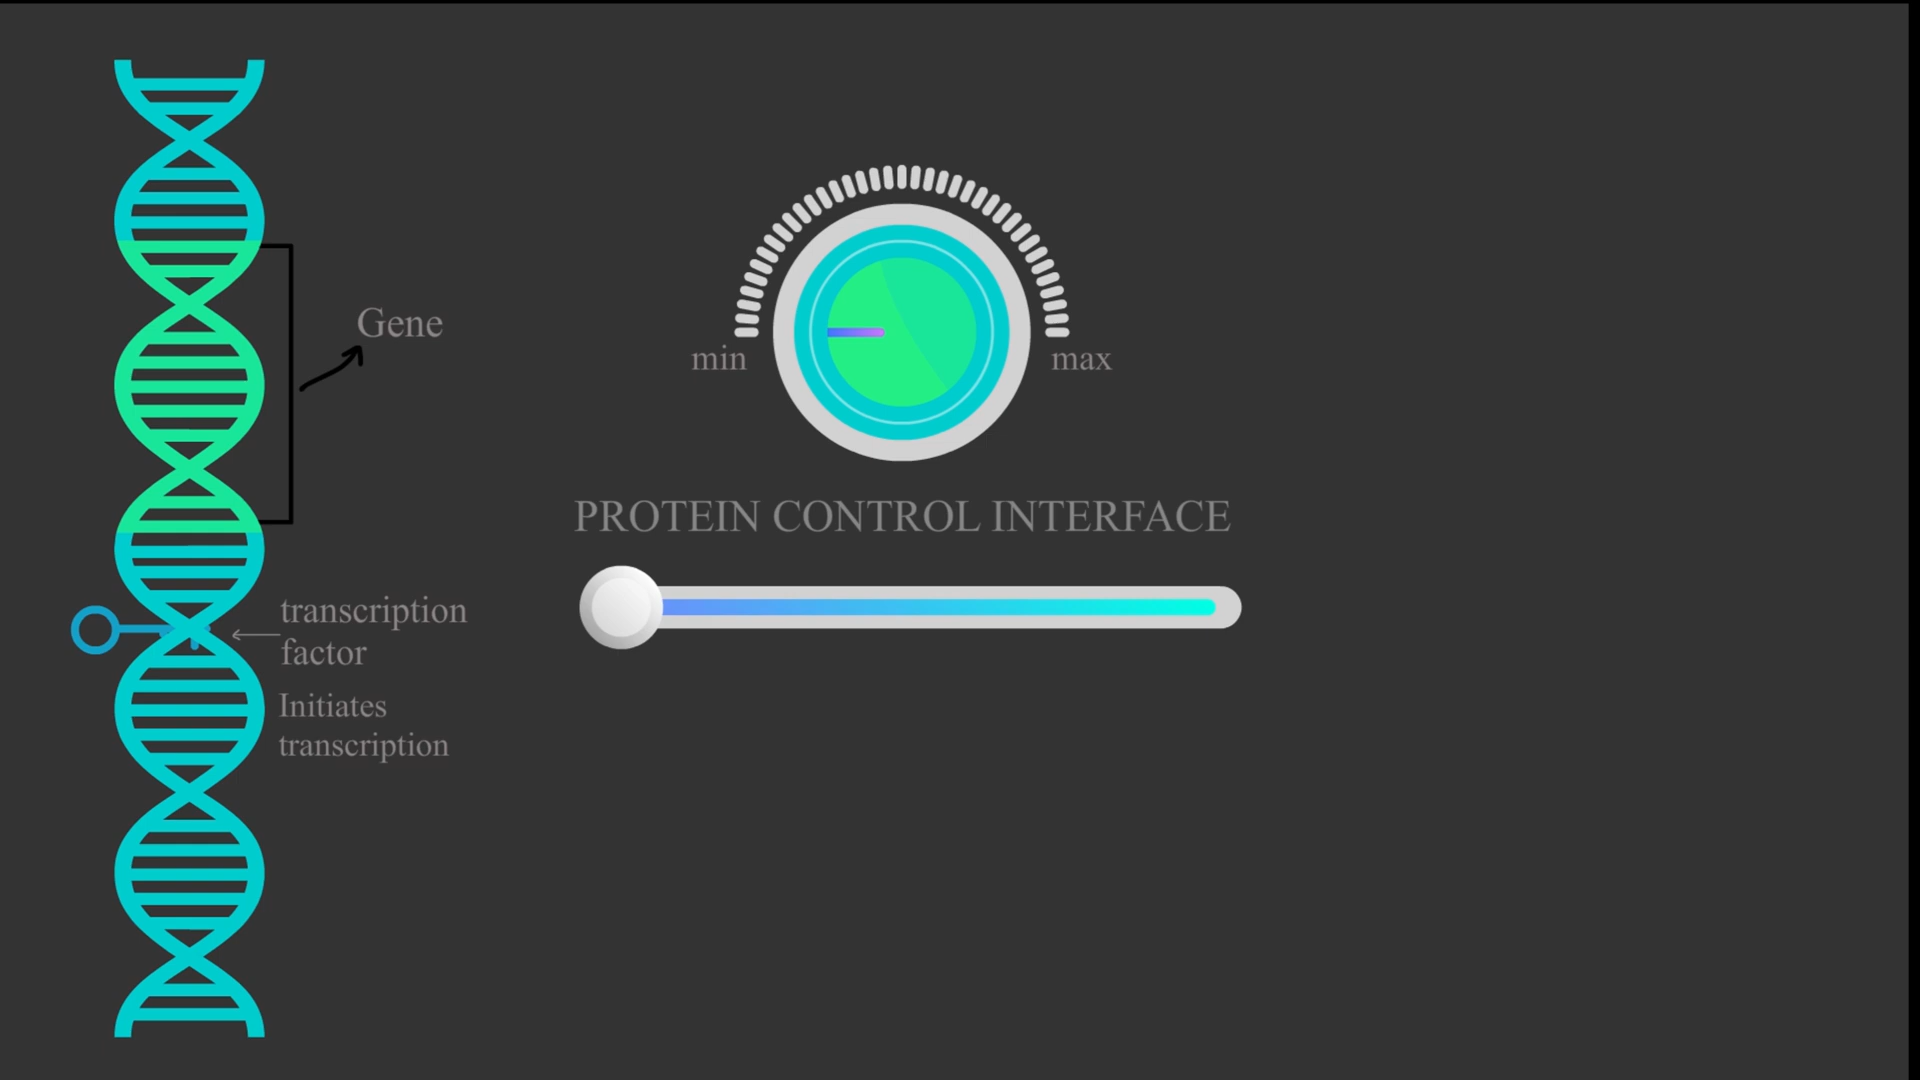 Gene
min
max
PROTEIN CONTROL INTERFACE
transcription
factor
Initiates
transcription